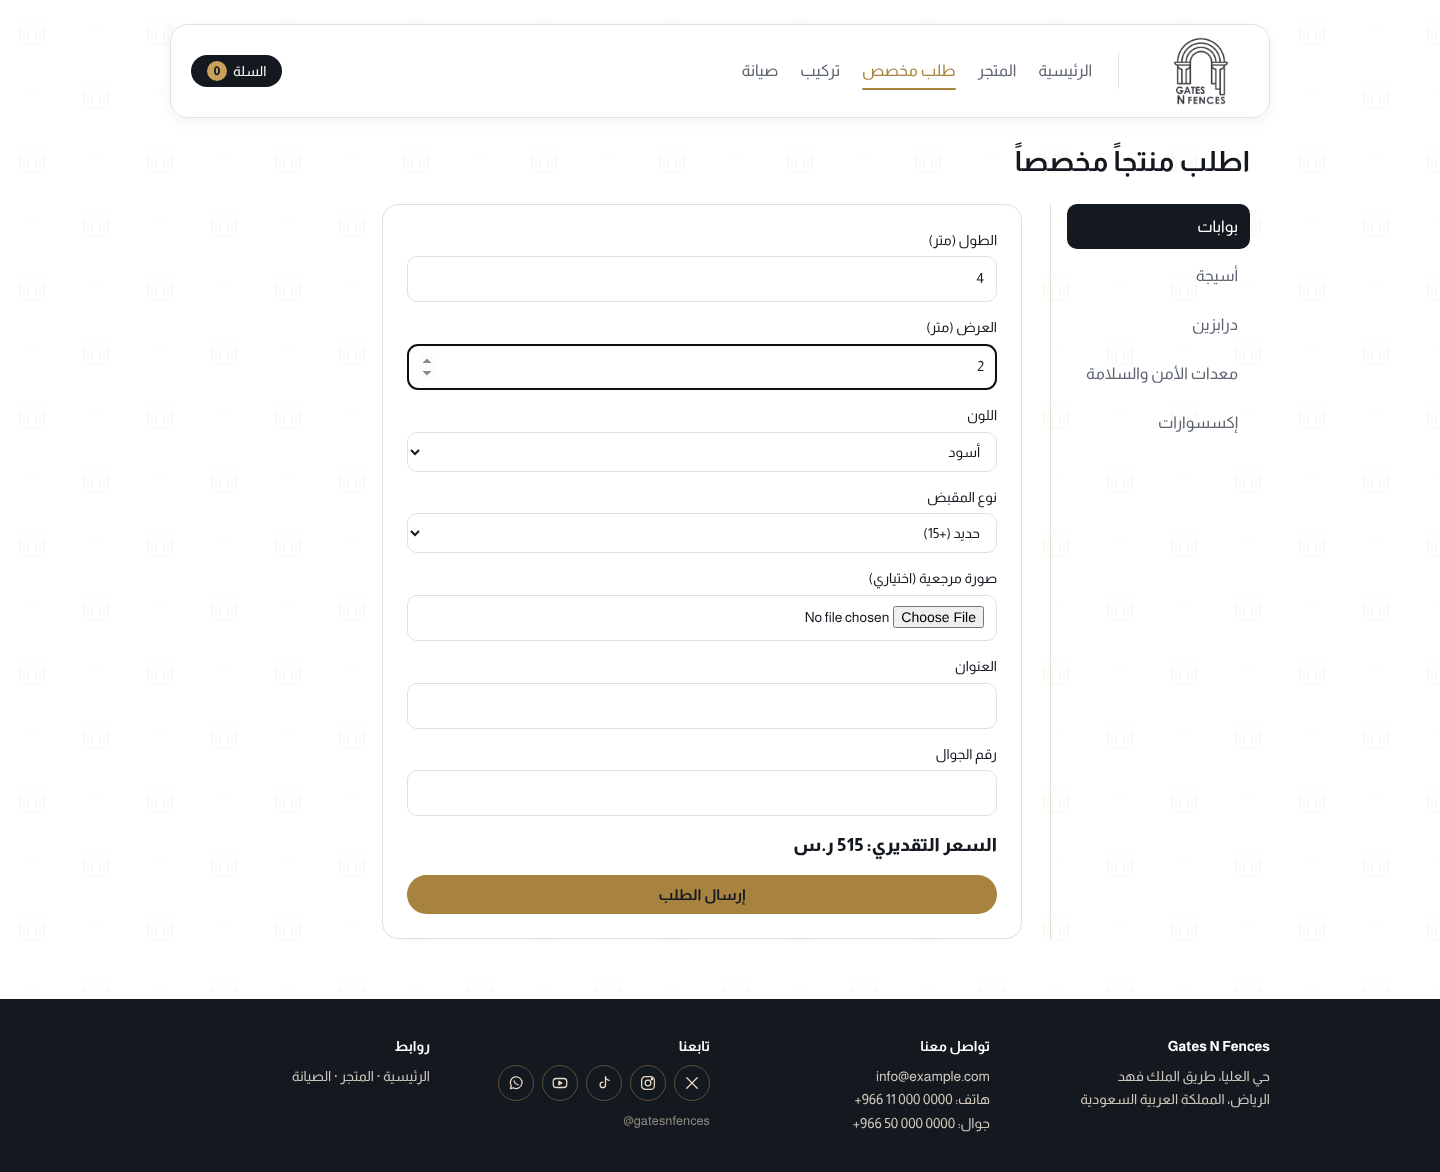 GATES
N FENCES
الرئيسية
المتجر
طلب مخصص
تركيب
صيانة
السلة 0
اطلب منتجاً مخصصاً
بوابات
أسيجة
درابزين
معدات الأمن والسلامة
إكسسوارات
الطول (متر)
4
العرض (متر)
2
اللون
أسود
نوع المقبض
حديد (+15)
صورة مرجعية (اختياري)
Choose File No file chosen
العنوان
رقم الجوال
السعر التقديري: 515 ر.س
إرسال الطلب
Gates N Fences
حي العليا، طريق الملك فهد
الرياض، المملكة العربية السعودية
تواصل معنا
info@example.com
هاتف: 0000 000 11 966+
جوال: 0000 000 50 966+
تابعنا
@gatesnfences
روابط
الرئيسية · المتجر · الصيانة